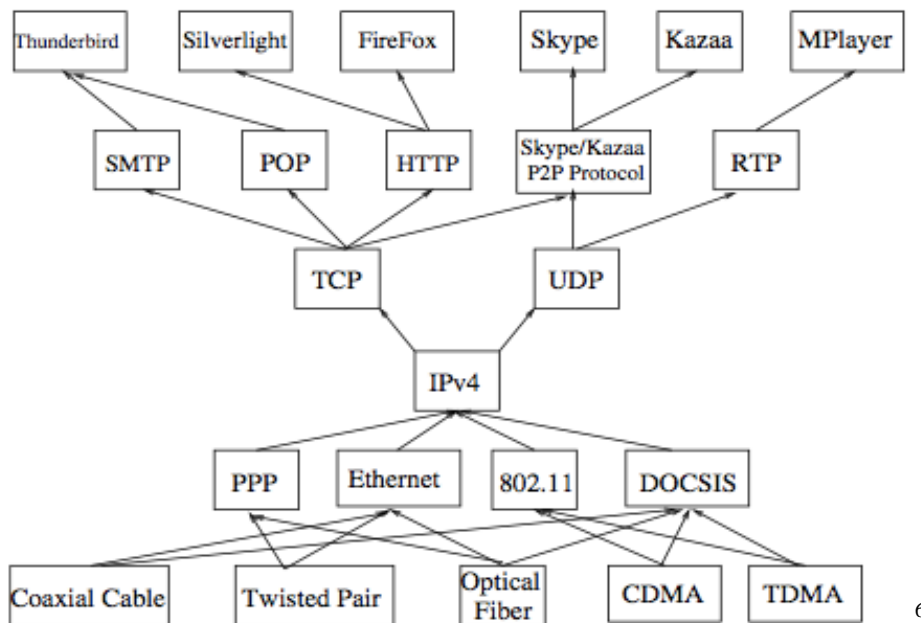 Thunderbird
Silverlight
FireFox
Skype
Kazaa
MPlayer
SMTP
POP
HTTP
Skype/Kazaa
P2P Protocol
RTP
TCP
UDP
IPv4
PPP
Ethernet
802.11
DOCSIS
Coaxial Cable
Twisted Pair
Optical
Fiber
CDMA
TDMA